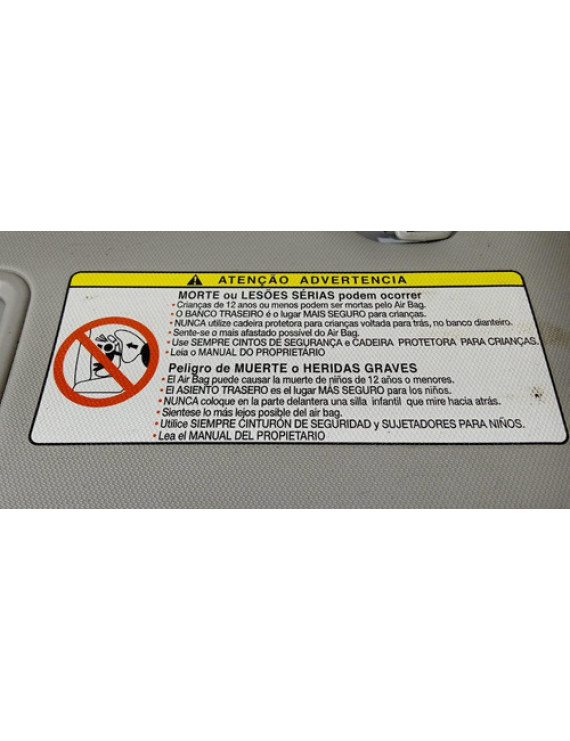 ATENÇÃO ADVERTENCIA
MORTE ou LESÕES SÉRIAS podem ocorrer
• Crianças de 12 anos ou menos podem ser mortas pelo Air Bag.
• O BANCO TRASEIRO é o lugar MAIS SEGURO para crianças.
• NUNCA utilize cadeira protetora para crianças voltada para trás, no banco dianteiro.
• Sente-se o mais afastado possível do Air Bag.
• Use SEMPRE CINTOS DE SEGURANÇA e CADEIRA PROTETORA PARA CRIANÇAS.
• Leia o MANUAL DO PROPRIETÁRIO
Peligro de MUERTE o HERIDAS GRAVES
• El Air Bag puede causar la muerte de niños de 12 años o menores.
• El ASIENTO TRASERO es el lugar MÁS SEGURO para los niños.
• NUNCA coloque en la parte delantera una silla infantil que mire hacia atrás.
• Sientese lo más lejos posible del air bag.
• Utilice SIEMPRE CINTURÓN DE SEGURIDAD y SUJETADORES PARA NIÑOS.
• Lea el MANUAL DEL PROPIETARIO